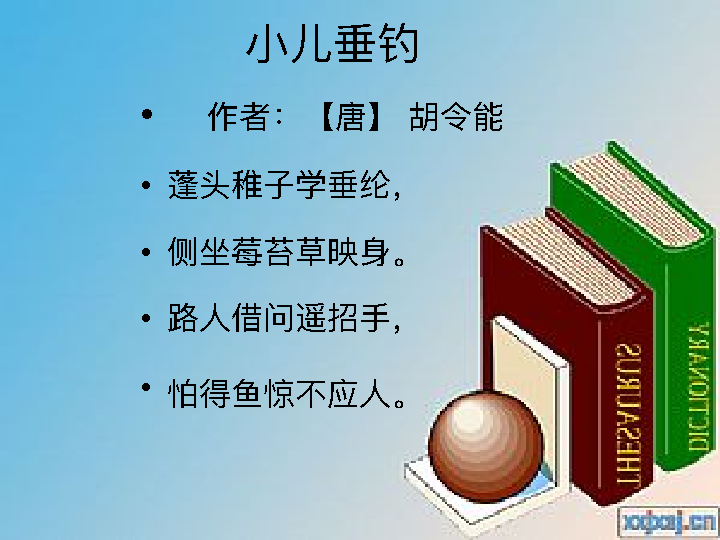 小儿垂钓
• 作者：【唐】 胡令能
• 蓬头稚子学垂纶，
• 侧坐莓苔草映身。
• 路人借问遥招手，
• 怕得鱼惊不应人。
THESAURUS
DICTIONARY